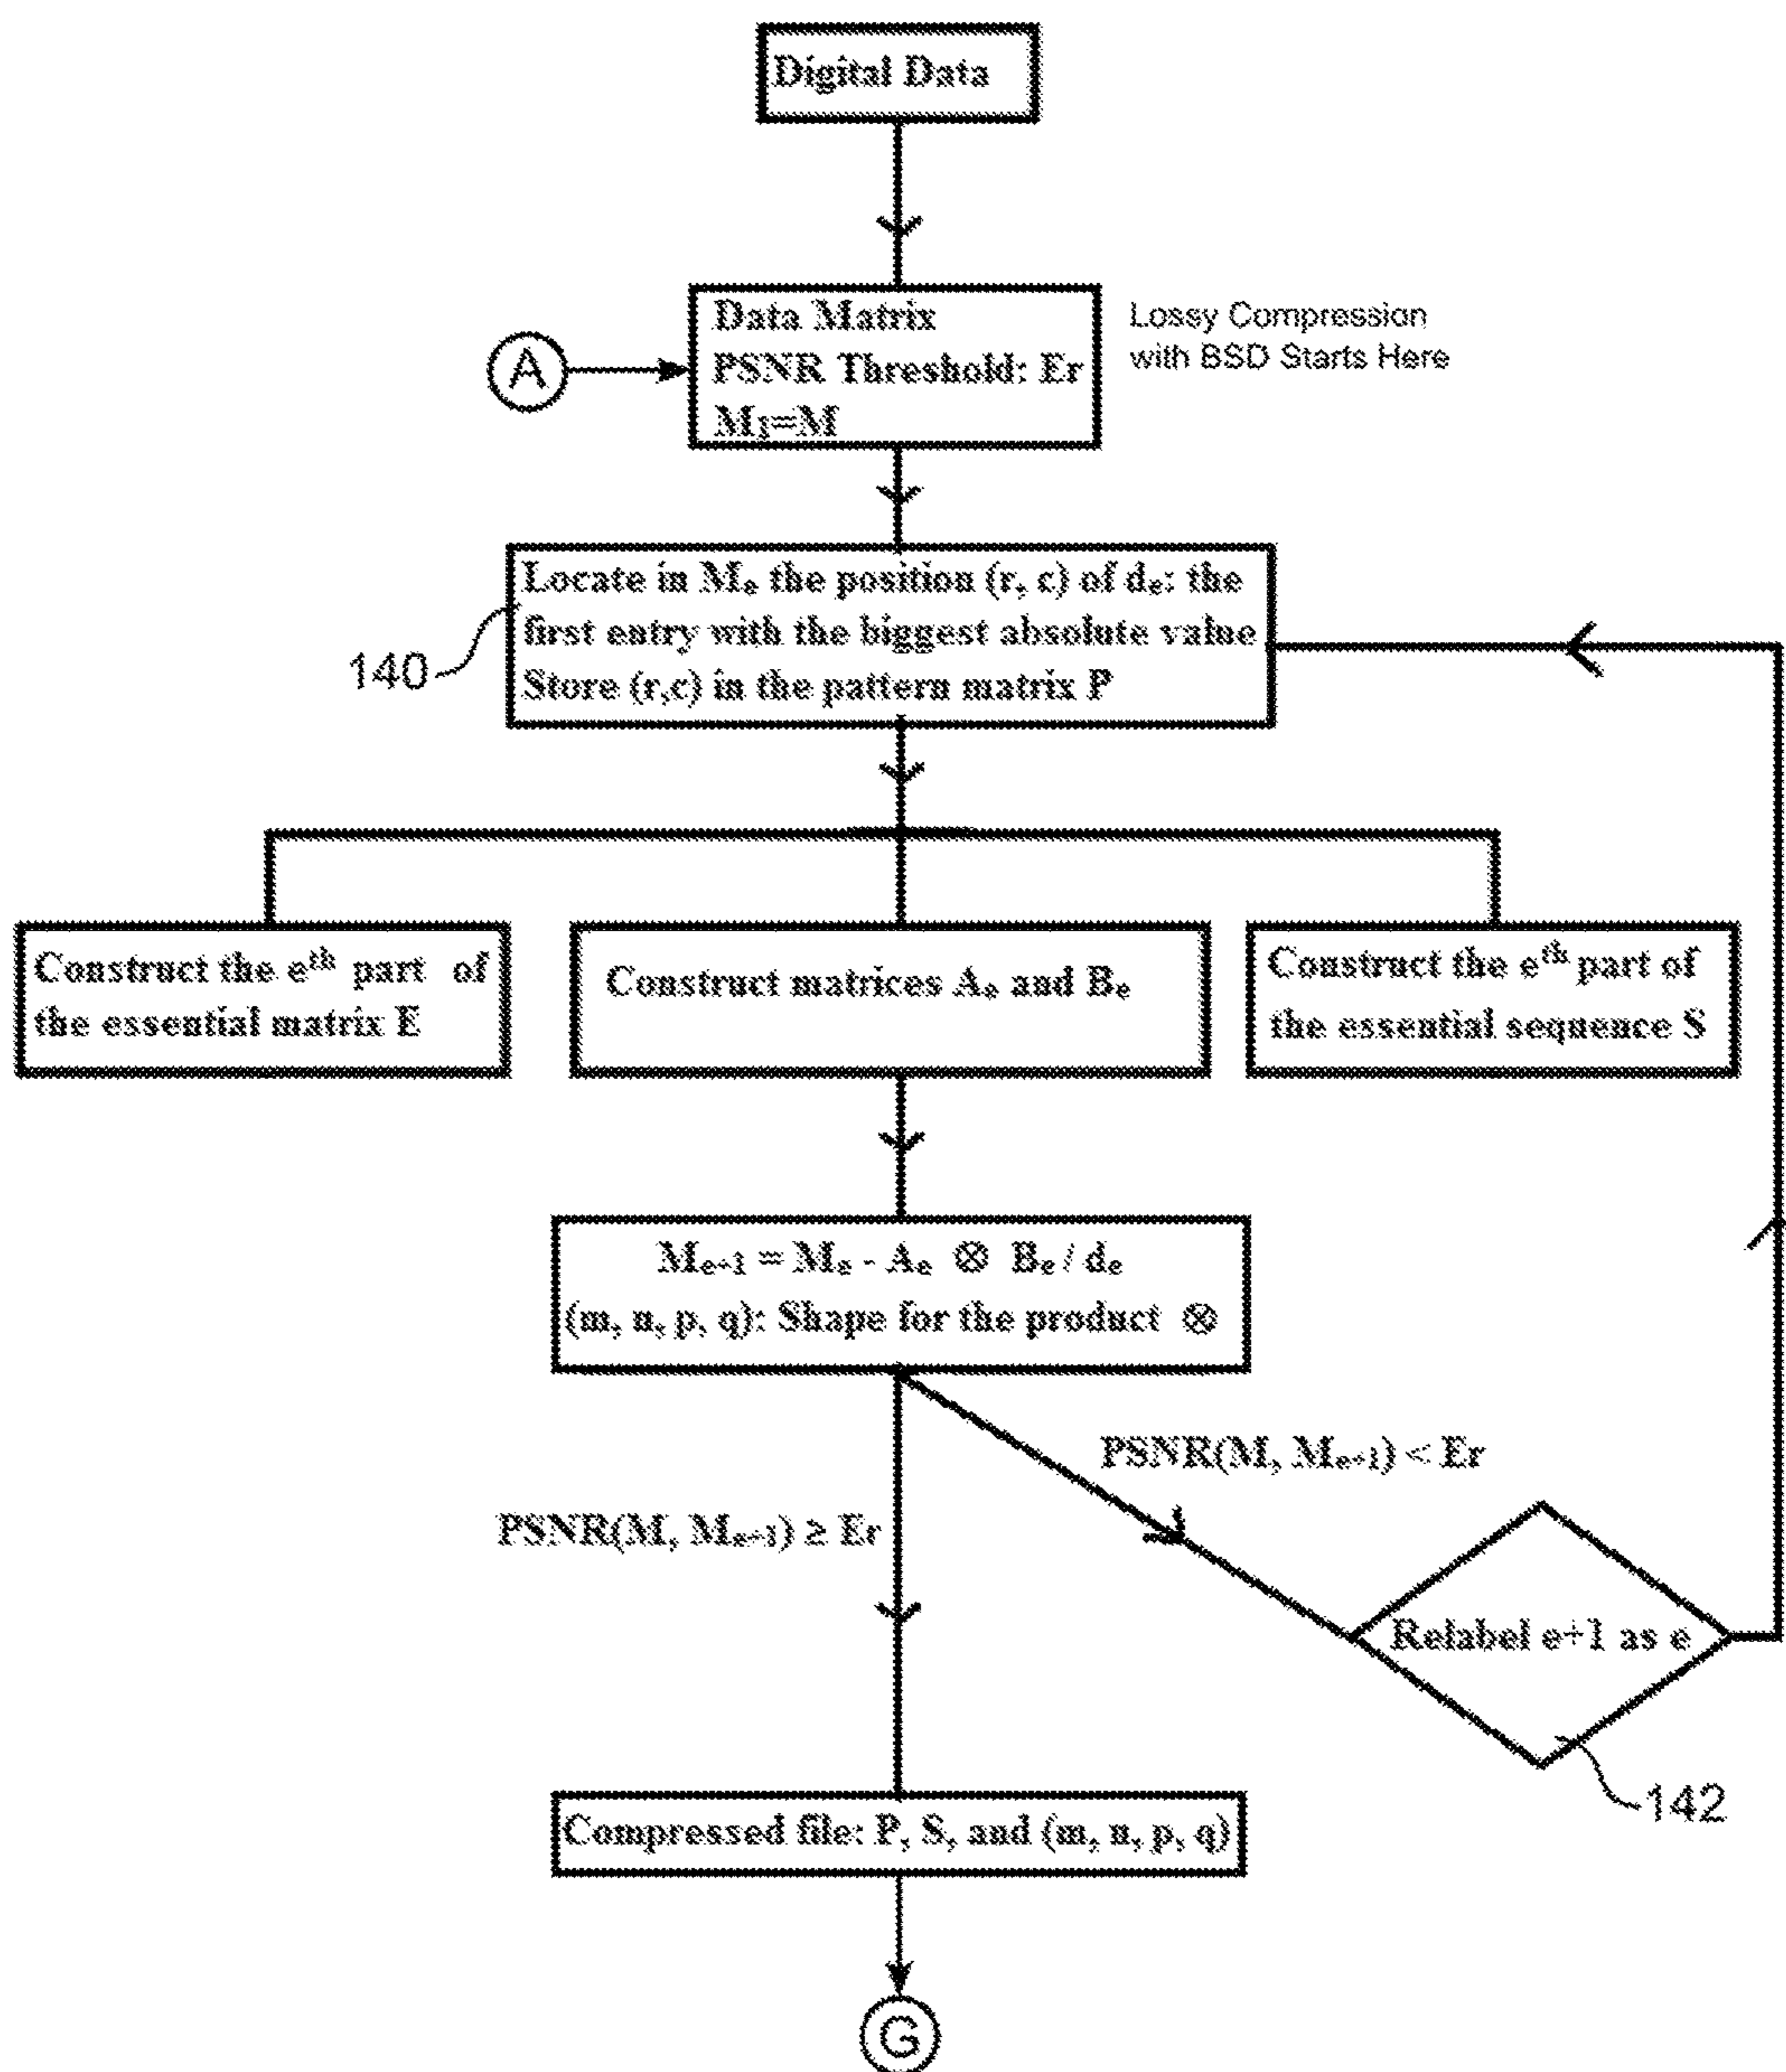 Digital Data
Data Matrix
PSNR Threshold: Er
M₁=M
Lossy Compression
with BSD Starts Here
A
Locate in Mₑ the position (r, c) of dₑ: the
first entry with the biggest absolute value
Store (r,c) in the pattern matrix P
140
Construct the eᵗʰ part of
the essential matrix E
Construct matrices Aₑ and Bₑ
Construct the eᵗʰ part of
the essential sequence S
Mₑ₊₁ = Mₑ - Aₑ ⊗ Bₑ / dₑ
(m, n, p, q): Shape for the product ⊗
PSNR(M, Mₑ₊₁) < Er
PSNR(M, Mₑ₊₁) ≥ Er
Relabel e+1 as e
142
Compressed file: P, S, and (m, n, p, q)
G